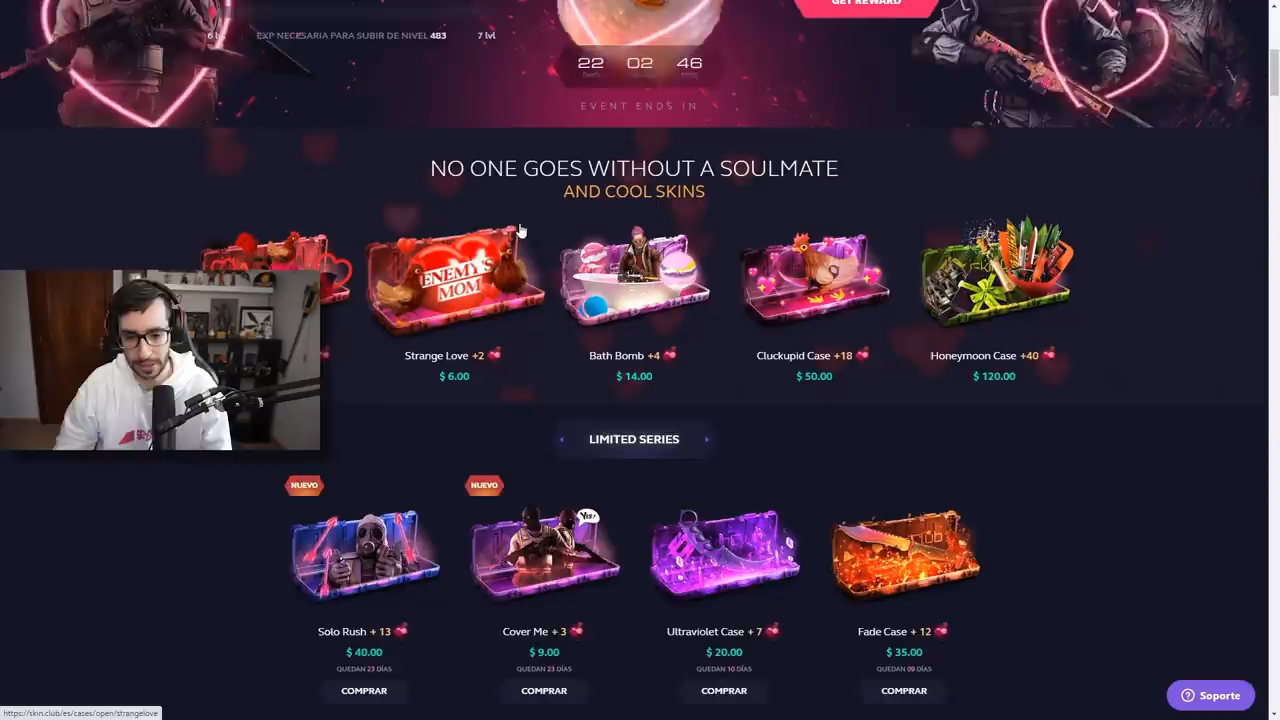 GET REWARD
EXP NECESARIA PARA SUBIR DE NIVEL 483
7 lvl
22 02 46
EVENT ENDS IN
NO ONE GOES WITHOUT A SOULMATE
AND COOL SKINS
ENEMY'S
MOM
Strange Love +2
Bath Bomb +4
Cluckupid Case +18
Honeymoon Case +40
$ 6.00
$ 14.00
$ 50.00
$ 120.00
LIMITED SERIES
NUEVO
NUEVO
YES!
Solo Rush + 13
Cover Me + 3
Ultraviolet Case + 7
Fade Case + 12
$ 40.00
$ 9.00
$ 20.00
$ 35.00
QUEDAN 23 DÍAS
QUEDAN 23 DÍAS
QUEDAN 10 DÍAS
QUEDAN 09 DÍAS
COMPRAR
COMPRAR
COMPRAR
COMPRAR
Soporte
https://skin.club/es/cases/open/strangelove